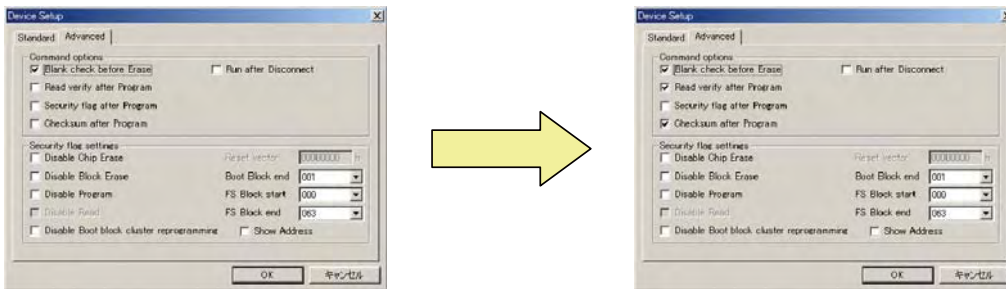 Device Setup
Standard Advanced
Command options
Blank check before Erase Run after Disconnect
Read verify after Program
Security flag after Program
Checksum after Program
Security flag settings
Disable Chip Erase Reset vector 00000000 h
Disable Block Erase Boot Block end 001
Disable Program FS Block start 000
Disable Read FS Block end 063
Disable Boot block cluster reprogramming Show Address
OK キャンセル
Device Setup
Standard Advanced
Command options
Blank check before Erase Run after Disconnect
Read verify after Program
Security flag after Program
Checksum after Program
Security flag settings
Disable Chip Erase Reset vector 00000000 h
Disable Block Erase Boot Block end 001
Disable Program FS Block start 000
Disable Read FS Block end 063
Disable Boot block cluster reprogramming Show Address
OK キャンセル